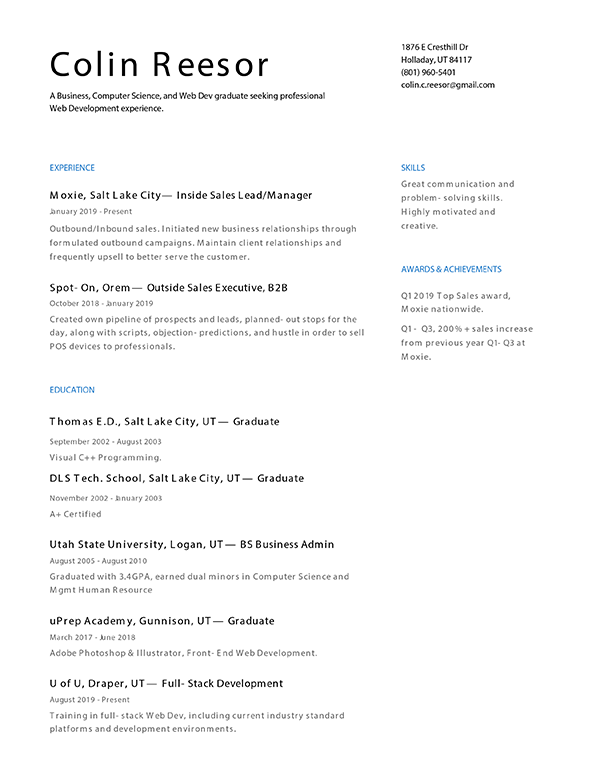 Colin Reesor
A Business, Computer Science, and Web Dev graduate seeking professional
Web Development experience.
1876 E Cresthill Dr
Holladay, UT 84117
(801) 960-5401
colin.c.reesor@gmail.com
EXPERIENCE
Moxie, Salt Lake City— Inside Sales Lead/Manager
January 2019 - Present
Outbound/Inbound sales. Initiated new business relationships through
formulated outbound campaigns. Maintain client relationships and
frequently upsell to better serve the customer.
Spot- On, Orem— Outside Sales Executive, B2B
October 2018 - January 2019
Created own pipeline of prospects and leads, planned- out stops for the
day, along with scripts, objection- predictions, and hustle in order to sell
POS devices to professionals.
EDUCATION
Thomas E.D., Salt Lake City, UT— Graduate
September 2002 - August 2003
Visual C++ Programming.
DLS Tech. School, Salt Lake City, UT— Graduate
November 2002 - January 2003
A+ Certified
Utah State University, Logan, UT— BS Business Admin
August 2005 - August 2010
Graduated with 3.4GPA, earned dual minors in Computer Science and
Mgmt Human Resource
uPrep Academy, Gunnison, UT— Graduate
March 2017 - June 2018
Adobe Photoshop & Illustrator, Front- End Web Development.
U of U, Draper, UT— Full- Stack Development
August 2019 - Present
Training in full- stack Web Dev, including current industry standard
platforms and development environments.
SKILLS
Great communication and
problem- solving skills.
Highly motivated and
creative.
AWARDS & ACHIEVEMENTS
Q1 2019 Top Sales award,
Moxie nationwide.
Q1 - Q3, 200% + sales increase
from previous year Q1- Q3 at
Moxie.